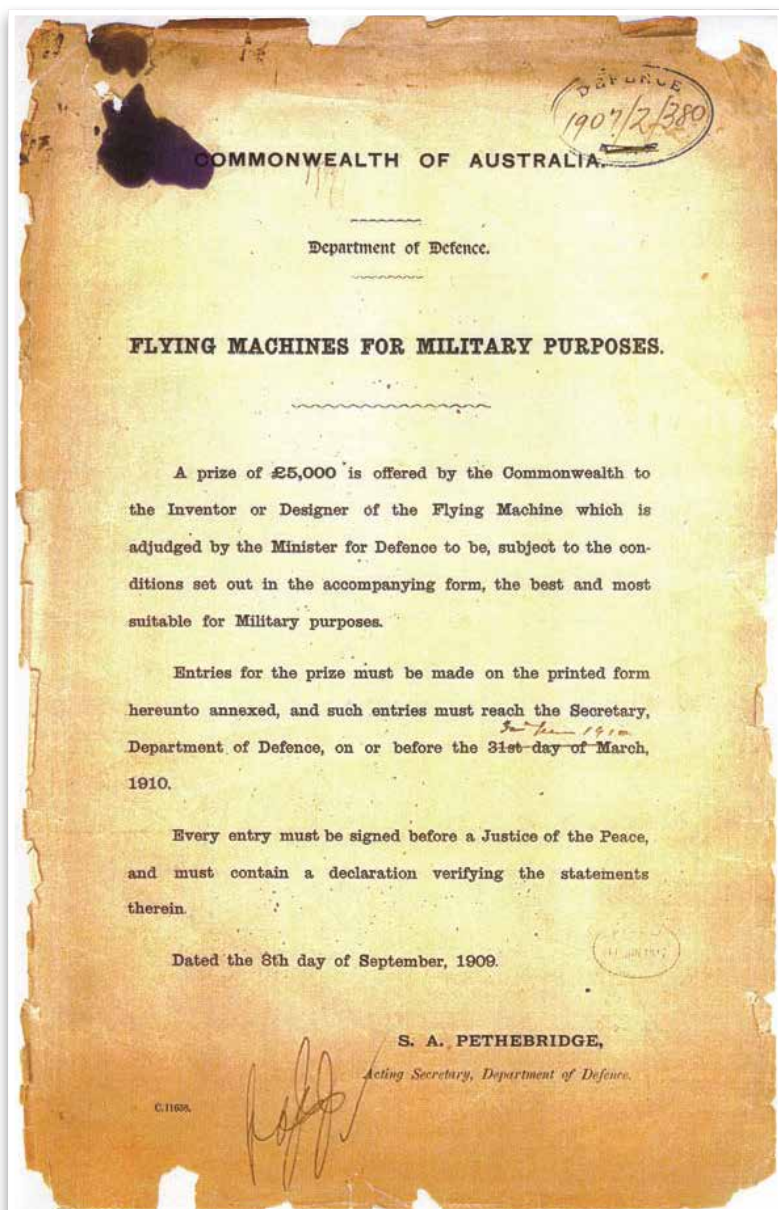 DEFENCE
1907/2/380
COMMONWEALTH OF AUSTRALIA.
Department of Defence.
FLYING MACHINES FOR MILITARY PURPOSES.
A prize of £5,000 is offered by the Commonwealth to
the Inventor or Designer of the Flying Machine which is
adjudged by the Minister for Defence to be, subject to the con-
ditions set out in the accompanying form, the best and most
suitable for Military purposes.
Entries for the prize must be made on the printed form
hereunto annexed, and such entries must reach the Secretary,
1910
Department of Defence, on or before the 31st day of March,
1910.
Every entry must be signed before a Justice of the Peace,
and must contain a declaration verifying the statements
therein.
Dated the 8th day of September, 1909.
S. A. PETHEBRIDGE,
Acting Secretary, Department of Defence.
C.11658.